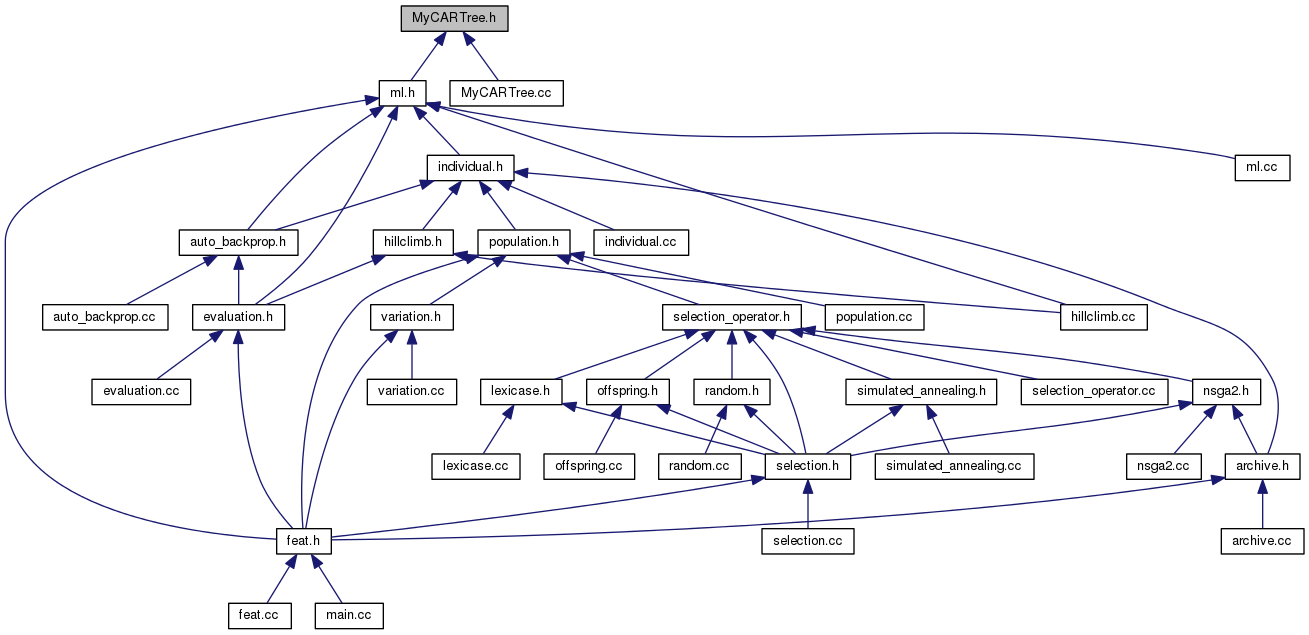 MyCARTree.h
ml.h
MyCARTree.cc
individual.h
ml.cc
auto_backprop.h
hillclimb.h
population.h
individual.cc
auto_backprop.cc
evaluation.h
variation.h
selection_operator.h
population.cc
hillclimb.cc
evaluation.cc
variation.cc
lexicase.h
offspring.h
random.h
simulated_annealing.h
selection_operator.cc
nsga2.h
lexicase.cc
offspring.cc
random.cc
selection.h
simulated_annealing.cc
nsga2.cc
archive.h
feat.h
selection.cc
archive.cc
feat.cc
main.cc